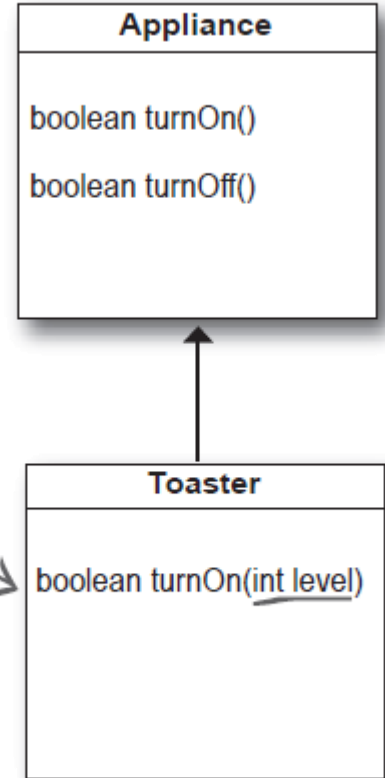 Appliance
boolean turnOn()
boolean turnOff()
Toaster
boolean turnOn(int level)